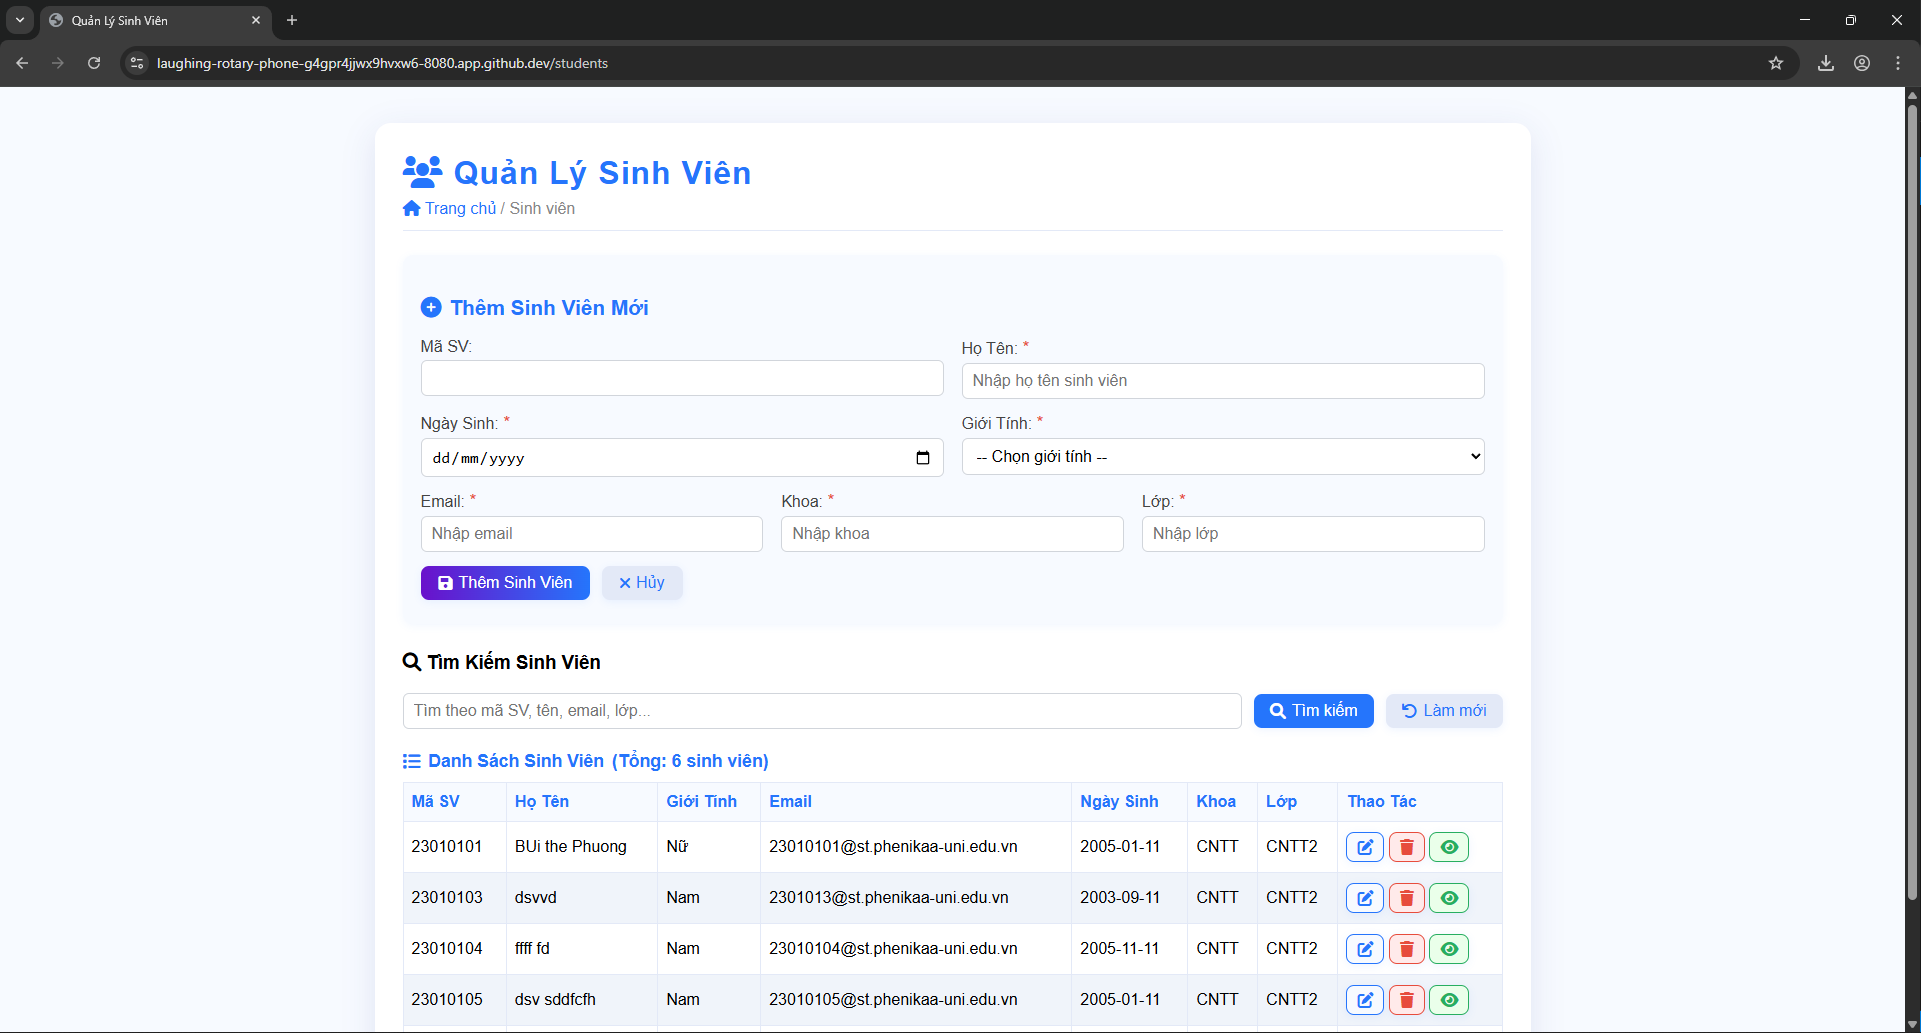 Quản Lý Sinh Viên
laughing-rotary-phone-g4gpr4jjwx9hvxw6-8080.app.github.dev/students
Quản Lý Sinh Viên
Trang chủ / Sinh viên
Thêm Sinh Viên Mới
Mã SV:
Họ Tên: *
Nhập họ tên sinh viên
Ngày Sinh: *
Giới Tính: *
dd/mm/yyyy
-- Chọn giới tính --
Email: *
Khoa: *
Lớp: *
Nhập email
Nhập khoa
Nhập lớp
Thêm Sinh Viên
Hủy
Tìm Kiếm Sinh Viên
Tìm theo mã SV, tên, email, lớp...
Tìm kiếm
Làm mới
Danh Sách Sinh Viên (Tổng: 6 sinh viên)
Mã SV Họ Tên Giới Tính Email Ngày Sinh Khoa Lớp Thao Tác
23010101 BUi the Phuong Nữ 23010101@st.phenikaa-uni.edu.vn 2005-01-11 CNTT CNTT2
23010103 dsvvd Nam 2301013@st.phenikaa-uni.edu.vn 2003-09-11 CNTT CNTT2
23010104 ffff fd Nam 23010104@st.phenikaa-uni.edu.vn 2005-11-11 CNTT CNTT2
23010105 dsv sddfcfh Nam 23010105@st.phenikaa-uni.edu.vn 2005-01-11 CNTT CNTT2